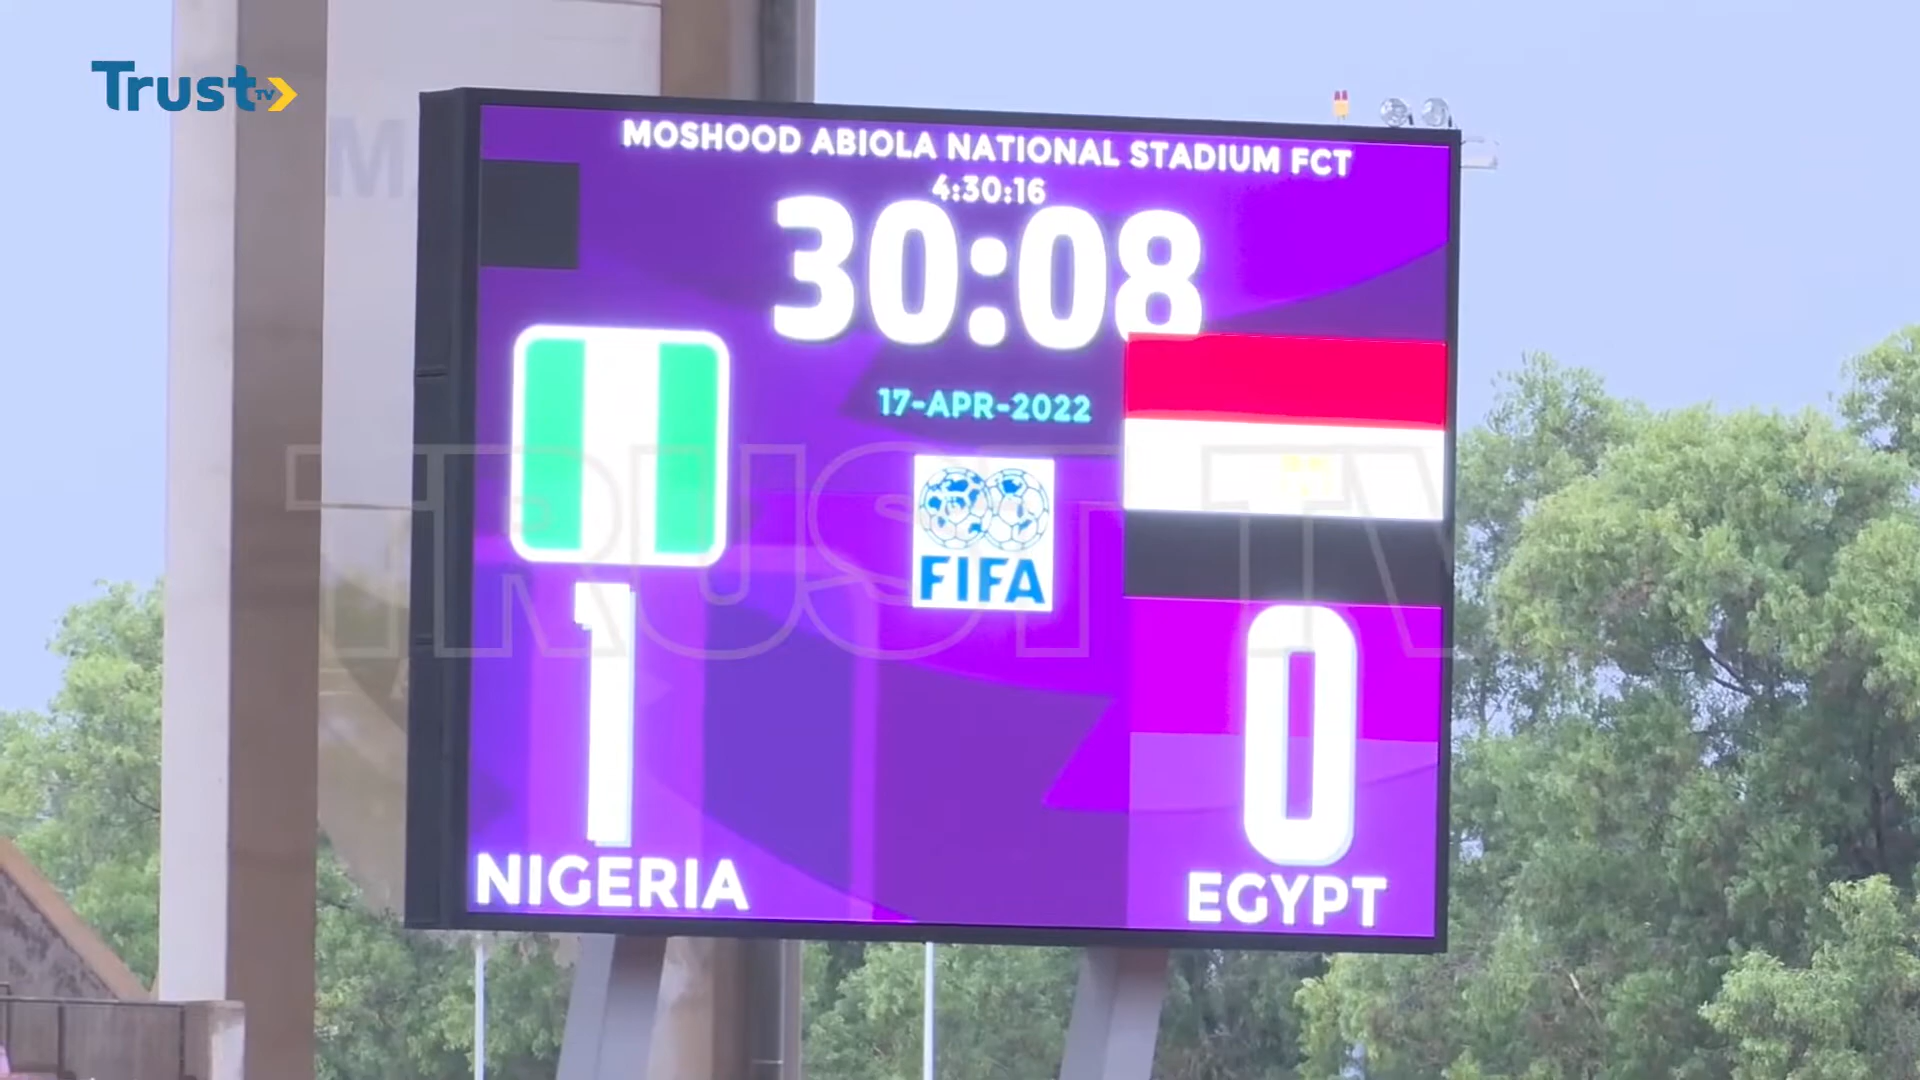 Trust TV
MOSHOOD ABIOLA NATIONAL STADIUM FCT
4:30:16
30:08
17-APR-2022
FIFA
TRUST TV
1
0
NIGERIA
EGYPT